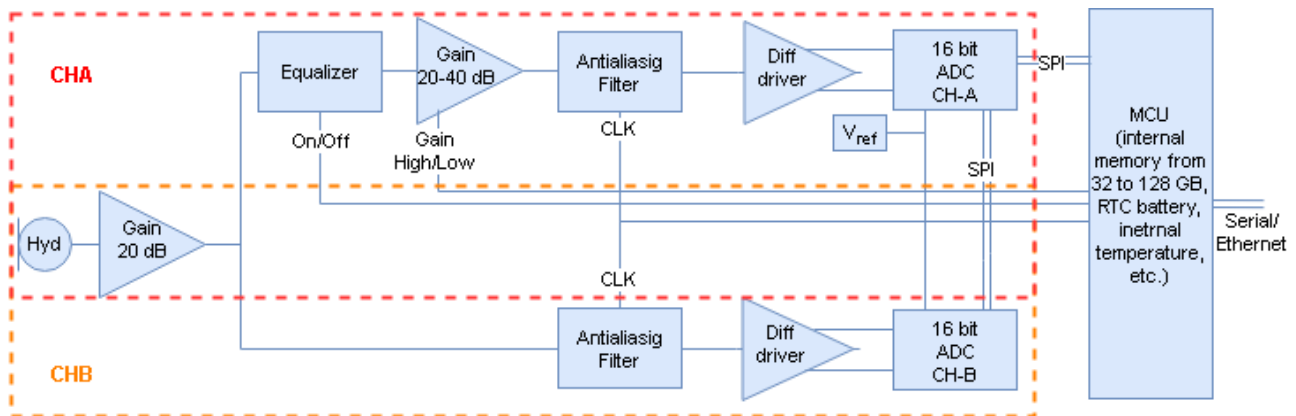 CHA
Equalizer
Gain
20-40 dB
Antialiasig
Filter
Diff
driver
16 bit
ADC
CH-A
SPI
On/Off
Gain
High/Low
CLK
V ref
SPI
MCU
(internal
memory from
32 to 128 GB,
RTC battery,
inetrnal
temperature,
etc.)
Serial/
Ethernet
Hyd
Gain
20 dB
CLK
CHB
Antialiasig
Filter
Diff
driver
16 bit
ADC
CH-B